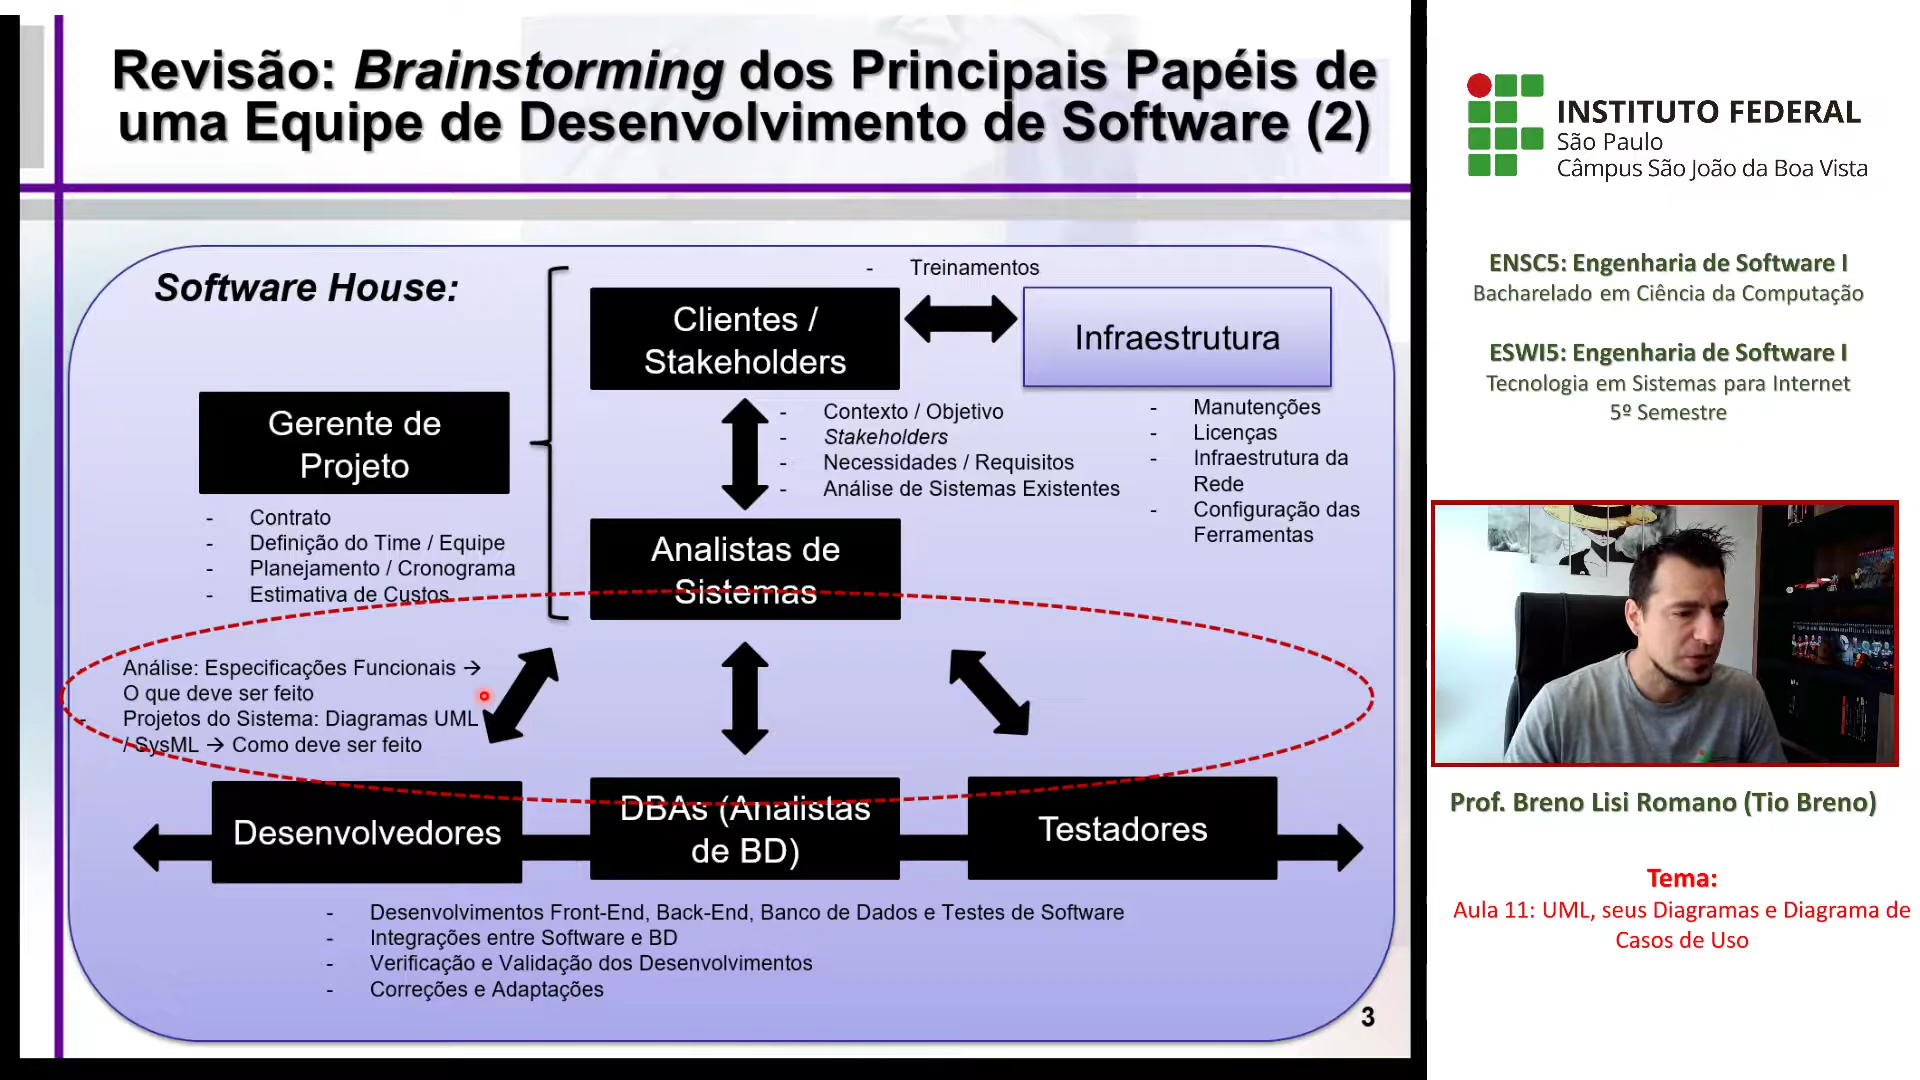 Revisão: Brainstorming dos Principais Papéis de
uma Equipe de Desenvolvimento de Software (2)
Software House:
- Treinamentos
Clientes /
Stakeholders
Infraestrutura
Gerente de
Projeto
- Contrato
- Definição do Time / Equipe
- Planejamento / Cronograma
- Estimativa de Custos
- Contexto / Objetivo
- Stakeholders
- Necessidades / Requisitos
- Análise de Sistemas Existentes
- Manutenções
- Licenças
- Infraestrutura da
Rede
- Configuração das
Ferramentas
Analistas de
Sistemas
Análise: Especificações Funcionais →
O que deve ser feito
- Projetos do Sistema: Diagramas UML
/ SysML → Como deve ser feito
Desenvolvedores
DBAs (Analistas
de BD)
Testadores
- Desenvolvimentos Front-End, Back-End, Banco de Dados e Testes de Software
- Integrações entre Software e BD
- Verificação e Validação dos Desenvolvimentos
- Correções e Adaptações
3
INSTITUTO FEDERAL
São Paulo
Câmpus São João da Boa Vista
ENSC5: Engenharia de Software I
Bacharelado em Ciência da Computação
ESWI5: Engenharia de Software I
Tecnologia em Sistemas para Internet
5º Semestre
Prof. Breno Lisi Romano (Tio Breno)
Tema:
Aula 11: UML, seus Diagramas e Diagrama de
Casos de Uso